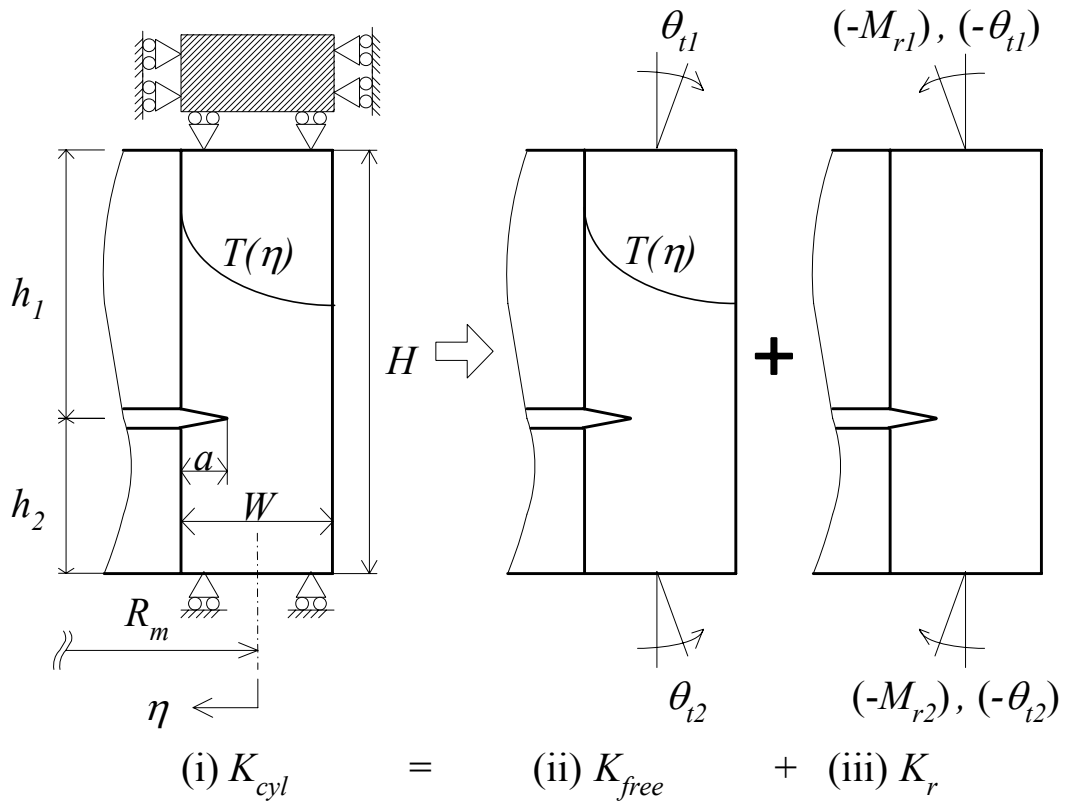 θt1
(-Mr1) , (-θt1)
T(η)
T(η)
h1
H
+
a
h2
W
Rm
η
θt2
(-Mr2) , (-θt2)
(i) Kcyl = (ii) Kfree + (iii) Kr